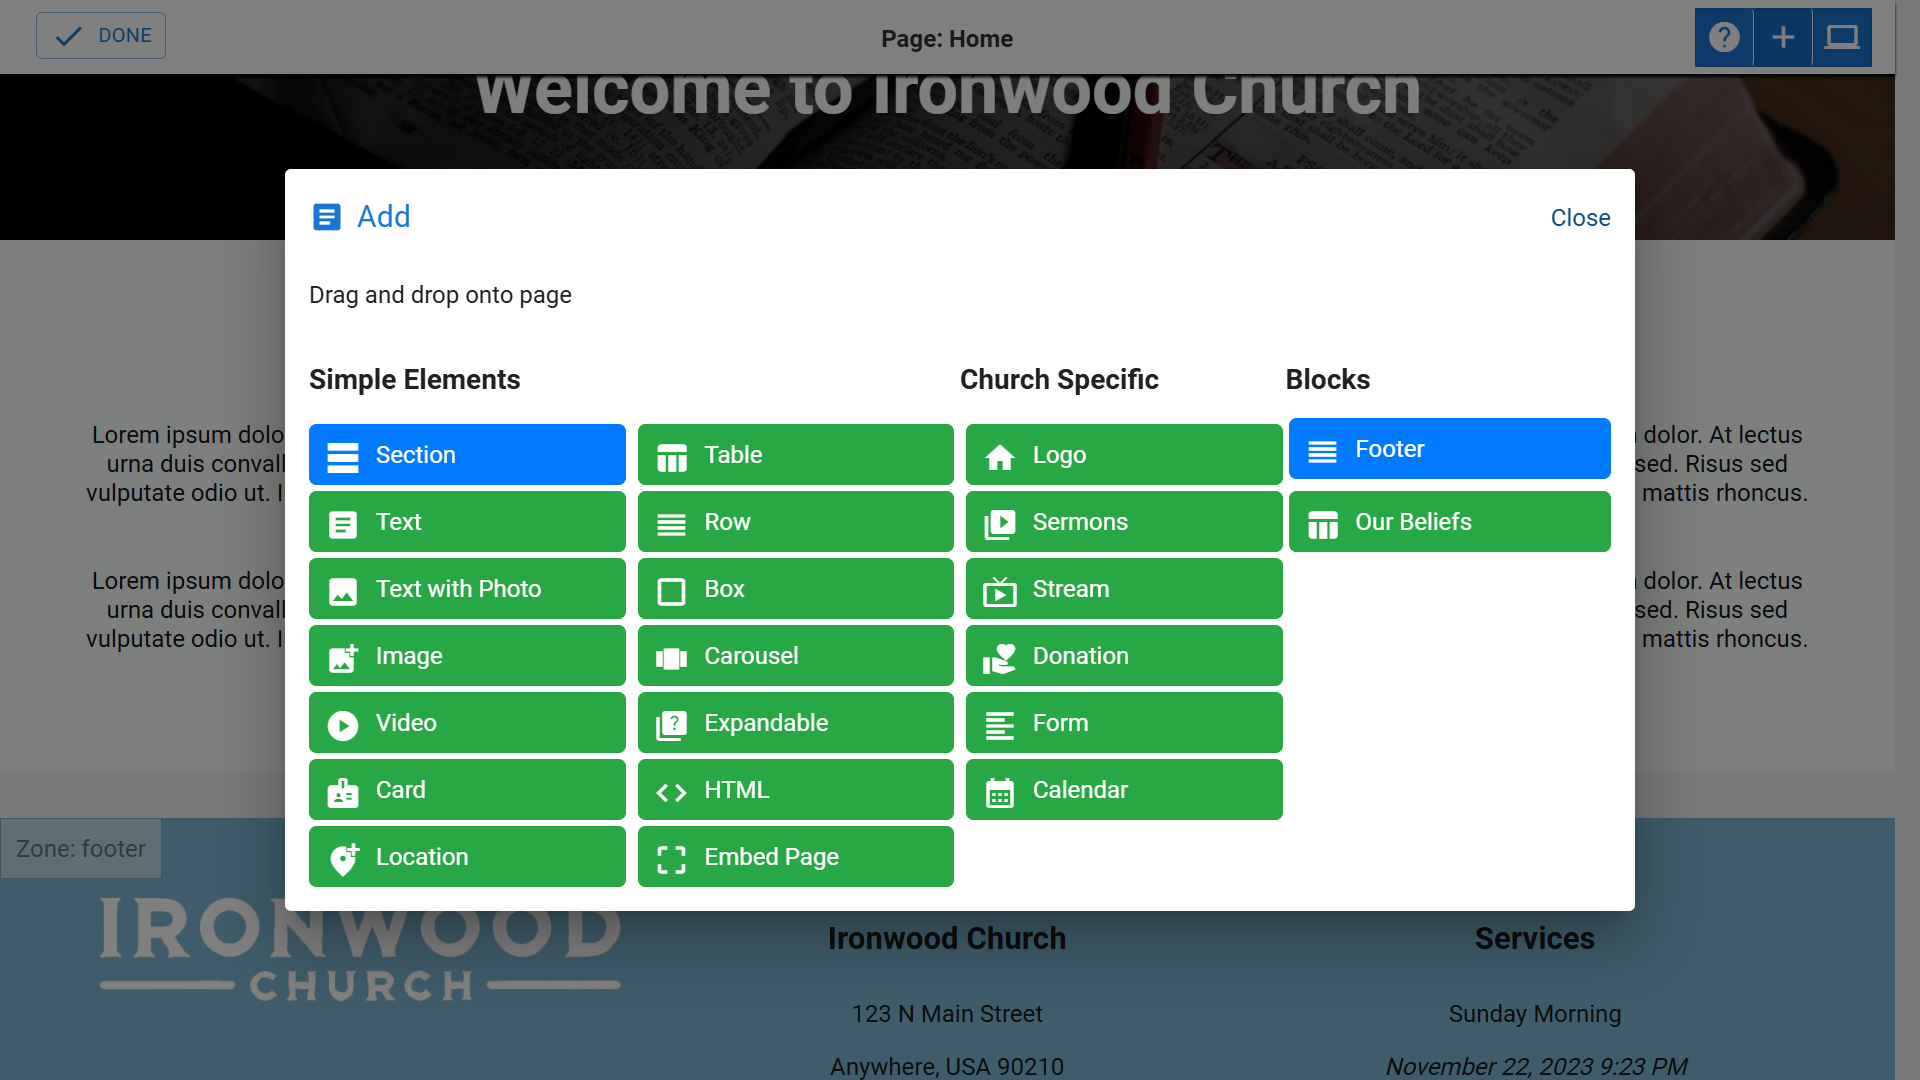 DONE
Page: Home
Welcome to Ironwood Church
Add
Close
Drag and drop onto page
Simple Elements
Church Specific
Blocks
Section
Table
Logo
Footer
Text
Row
Sermons
Our Beliefs
Text with Photo
Box
Stream
Image
Carousel
Donation
Video
Expandable
Form
Card
HTML
Calendar
Location
Embed Page
Lorem ipsum dolo
urna duis convall
vulputate odio ut. I
dolor. At lectus
sed. Risus sed
mattis rhoncus.
Lorem ipsum dolo
urna duis convall
vulputate odio ut. I
dolor. At lectus
sed. Risus sed
mattis rhoncus.
Zone: footer
IRONWOOD
CHURCH
Ironwood Church
123 N Main Street
Anywhere, USA 90210
Services
Sunday Morning
November 22, 2023 9:23 PM